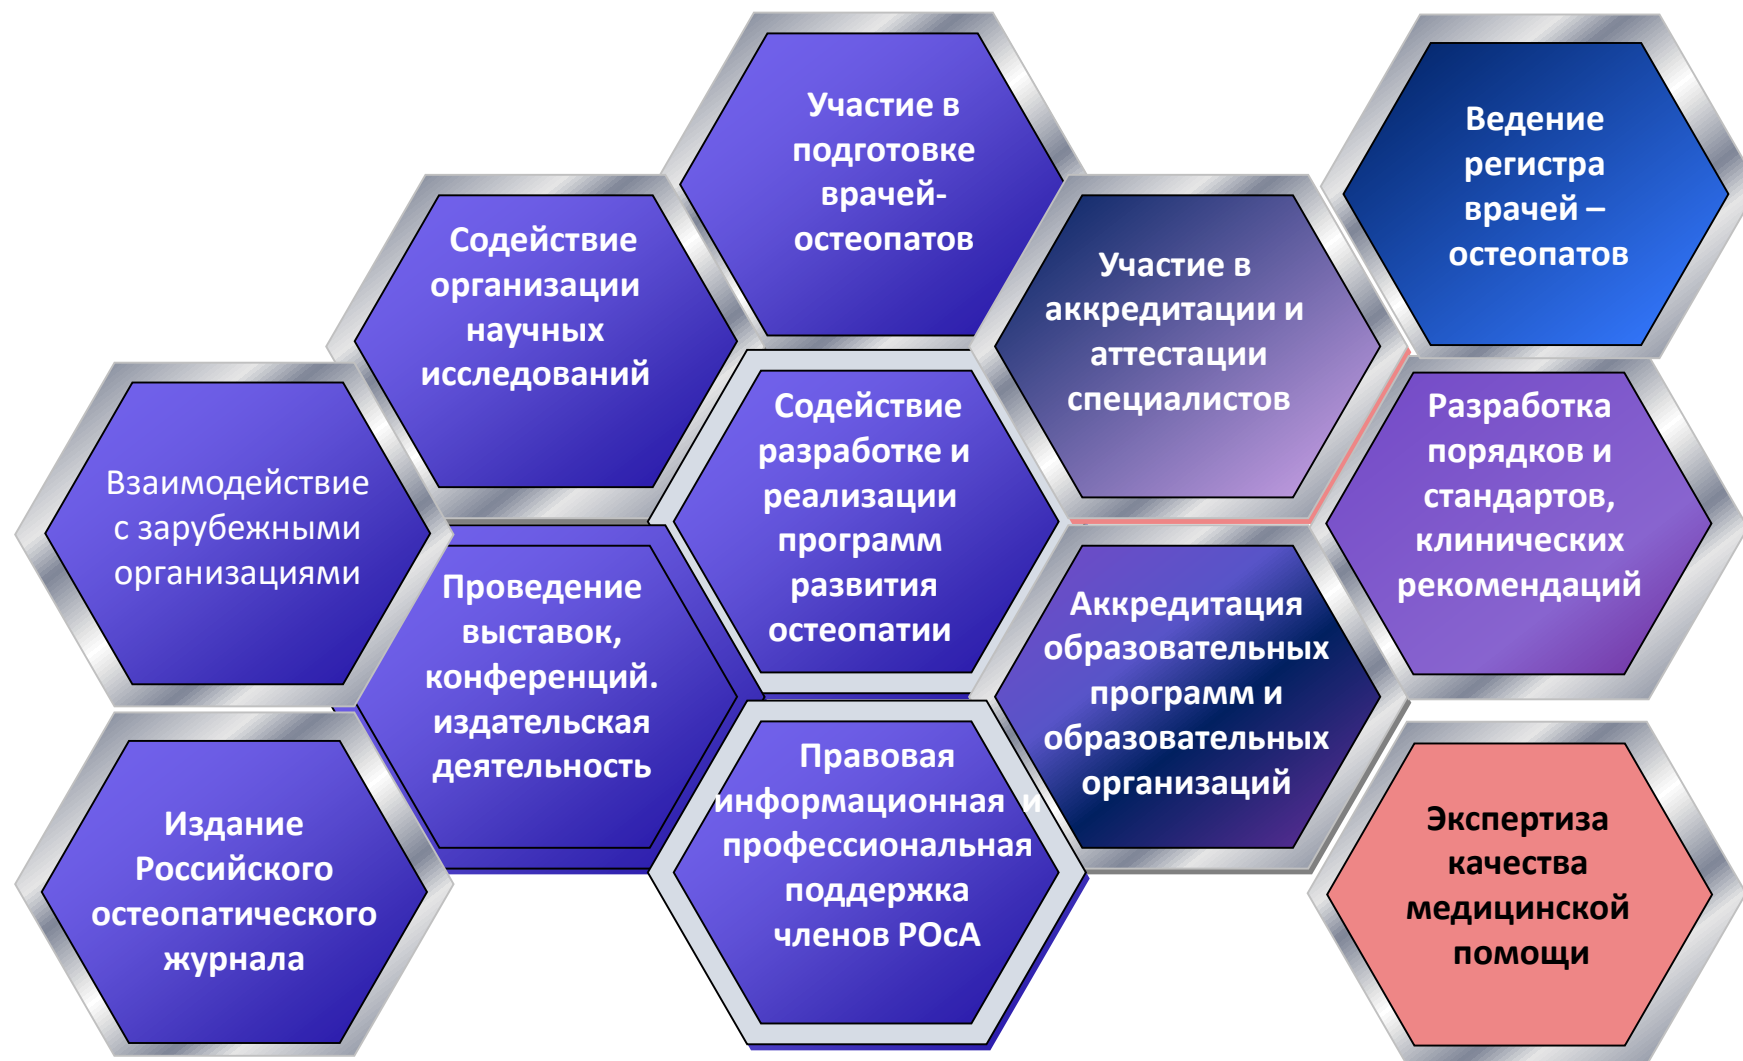 Участие в
подготовке
врачей-
остеопатов
Ведение
регистра
врачей –
остеопатов
Содействие
организации
научных
исследований
Участие в
аккредитации и
аттестации
специалистов
Взаимодействие
с зарубежными
организациями
Содействие
разработке и
реализации
программ
развития
остеопатии
Разработка
порядков и
стандартов,
клинических
рекомендаций
Проведение
выставок,
конференций.
издательская
деятельность
Аккредитация
образовательных
программ и
образовательных
организаций
Издание
Российского
остеопатического
журнала
Правовая
информационная и
профессиональная
поддержка
членов РОсА
Экспертиза
качества
медицинской
помощи